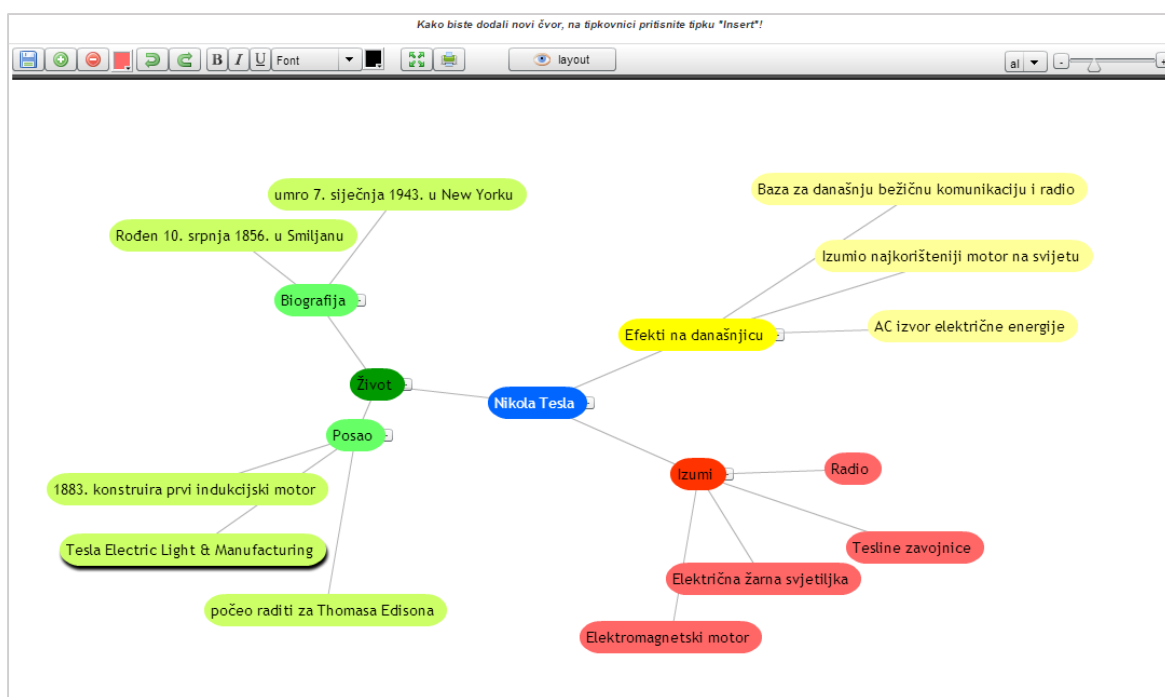 Kako biste dodali novi čvor, na tipkovnici pritisnite tipku "Insert"!
B I U Font layout al - +
umro 7. siječnja 1943. u New Yorku
Rođen 10. srpnja 1856. u Smiljanu
Biografija
Život
Posao
1883. konstruira prvi indukcijski motor
Tesla Electric Light & Manufacturing
počeo raditi za Thomasa Edisona
Nikola Tesla
Baza za današnju bežičnu komunikaciju i radio
Izumio najkorišteniji motor na svijetu
Efekti na današnjicu
AC izvor električne energije
Izumi
Radio
Tesline zavojnice
Električna žarna svjetiljka
Elektromagnetski motor